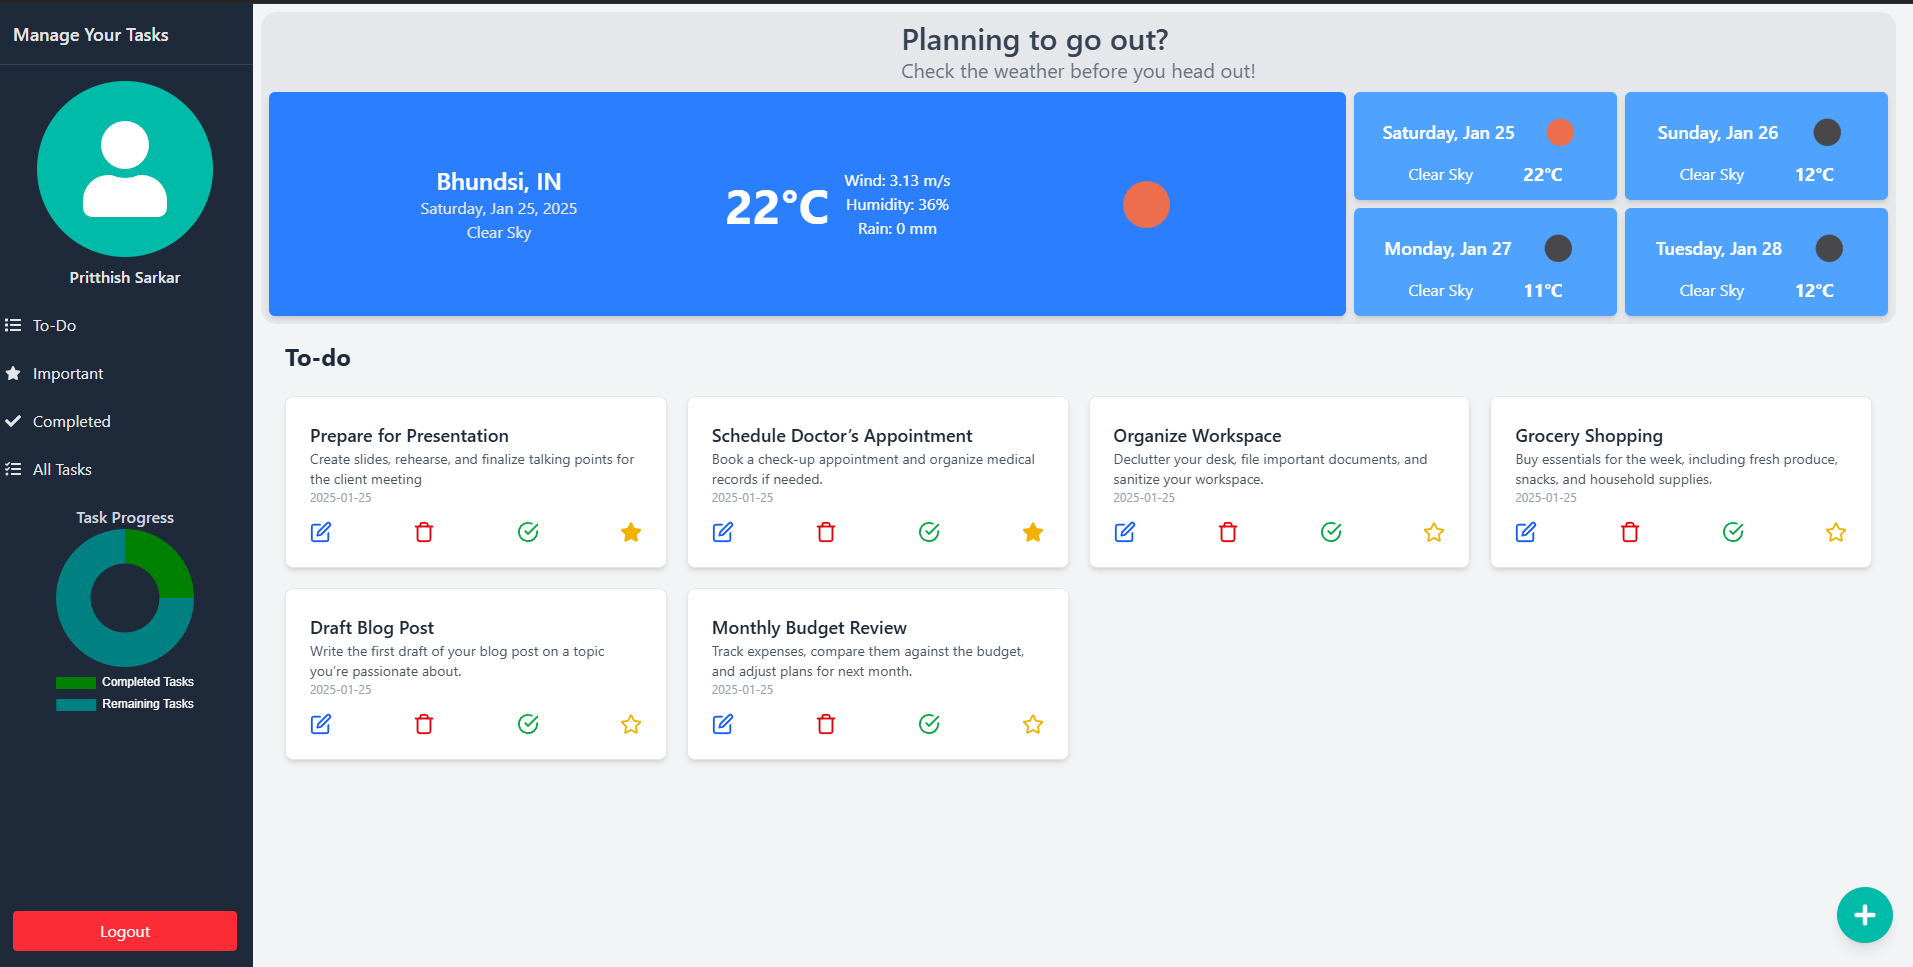 Manage Your Tasks
Pritthish Sarkar
To-Do
Important
Completed
All Tasks
Task Progress
Completed Tasks
Remaining Tasks
Logout
Planning to go out?
Check the weather before you head out!
Bhundsi, IN
Saturday, Jan 25, 2025
Clear Sky
22°C
Wind: 3.13 m/s
Humidity: 36%
Rain: 0 mm
Saturday, Jan 25
Clear Sky 22°C
Sunday, Jan 26
Clear Sky 12°C
Monday, Jan 27
Clear Sky 11°C
Tuesday, Jan 28
Clear Sky 12°C
To-do
Prepare for Presentation
Create slides, rehearse, and finalize talking points for
the client meeting
2025-01-25
Schedule Doctor’s Appointment
Book a check-up appointment and organize medical
records if needed.
2025-01-25
Organize Workspace
Declutter your desk, file important documents, and
sanitize your workspace.
2025-01-25
Grocery Shopping
Buy essentials for the week, including fresh produce,
snacks, and household supplies.
2025-01-25
Draft Blog Post
Write the first draft of your blog post on a topic
you’re passionate about.
2025-01-25
Monthly Budget Review
Track expenses, compare them against the budget,
and adjust plans for next month.
2025-01-25